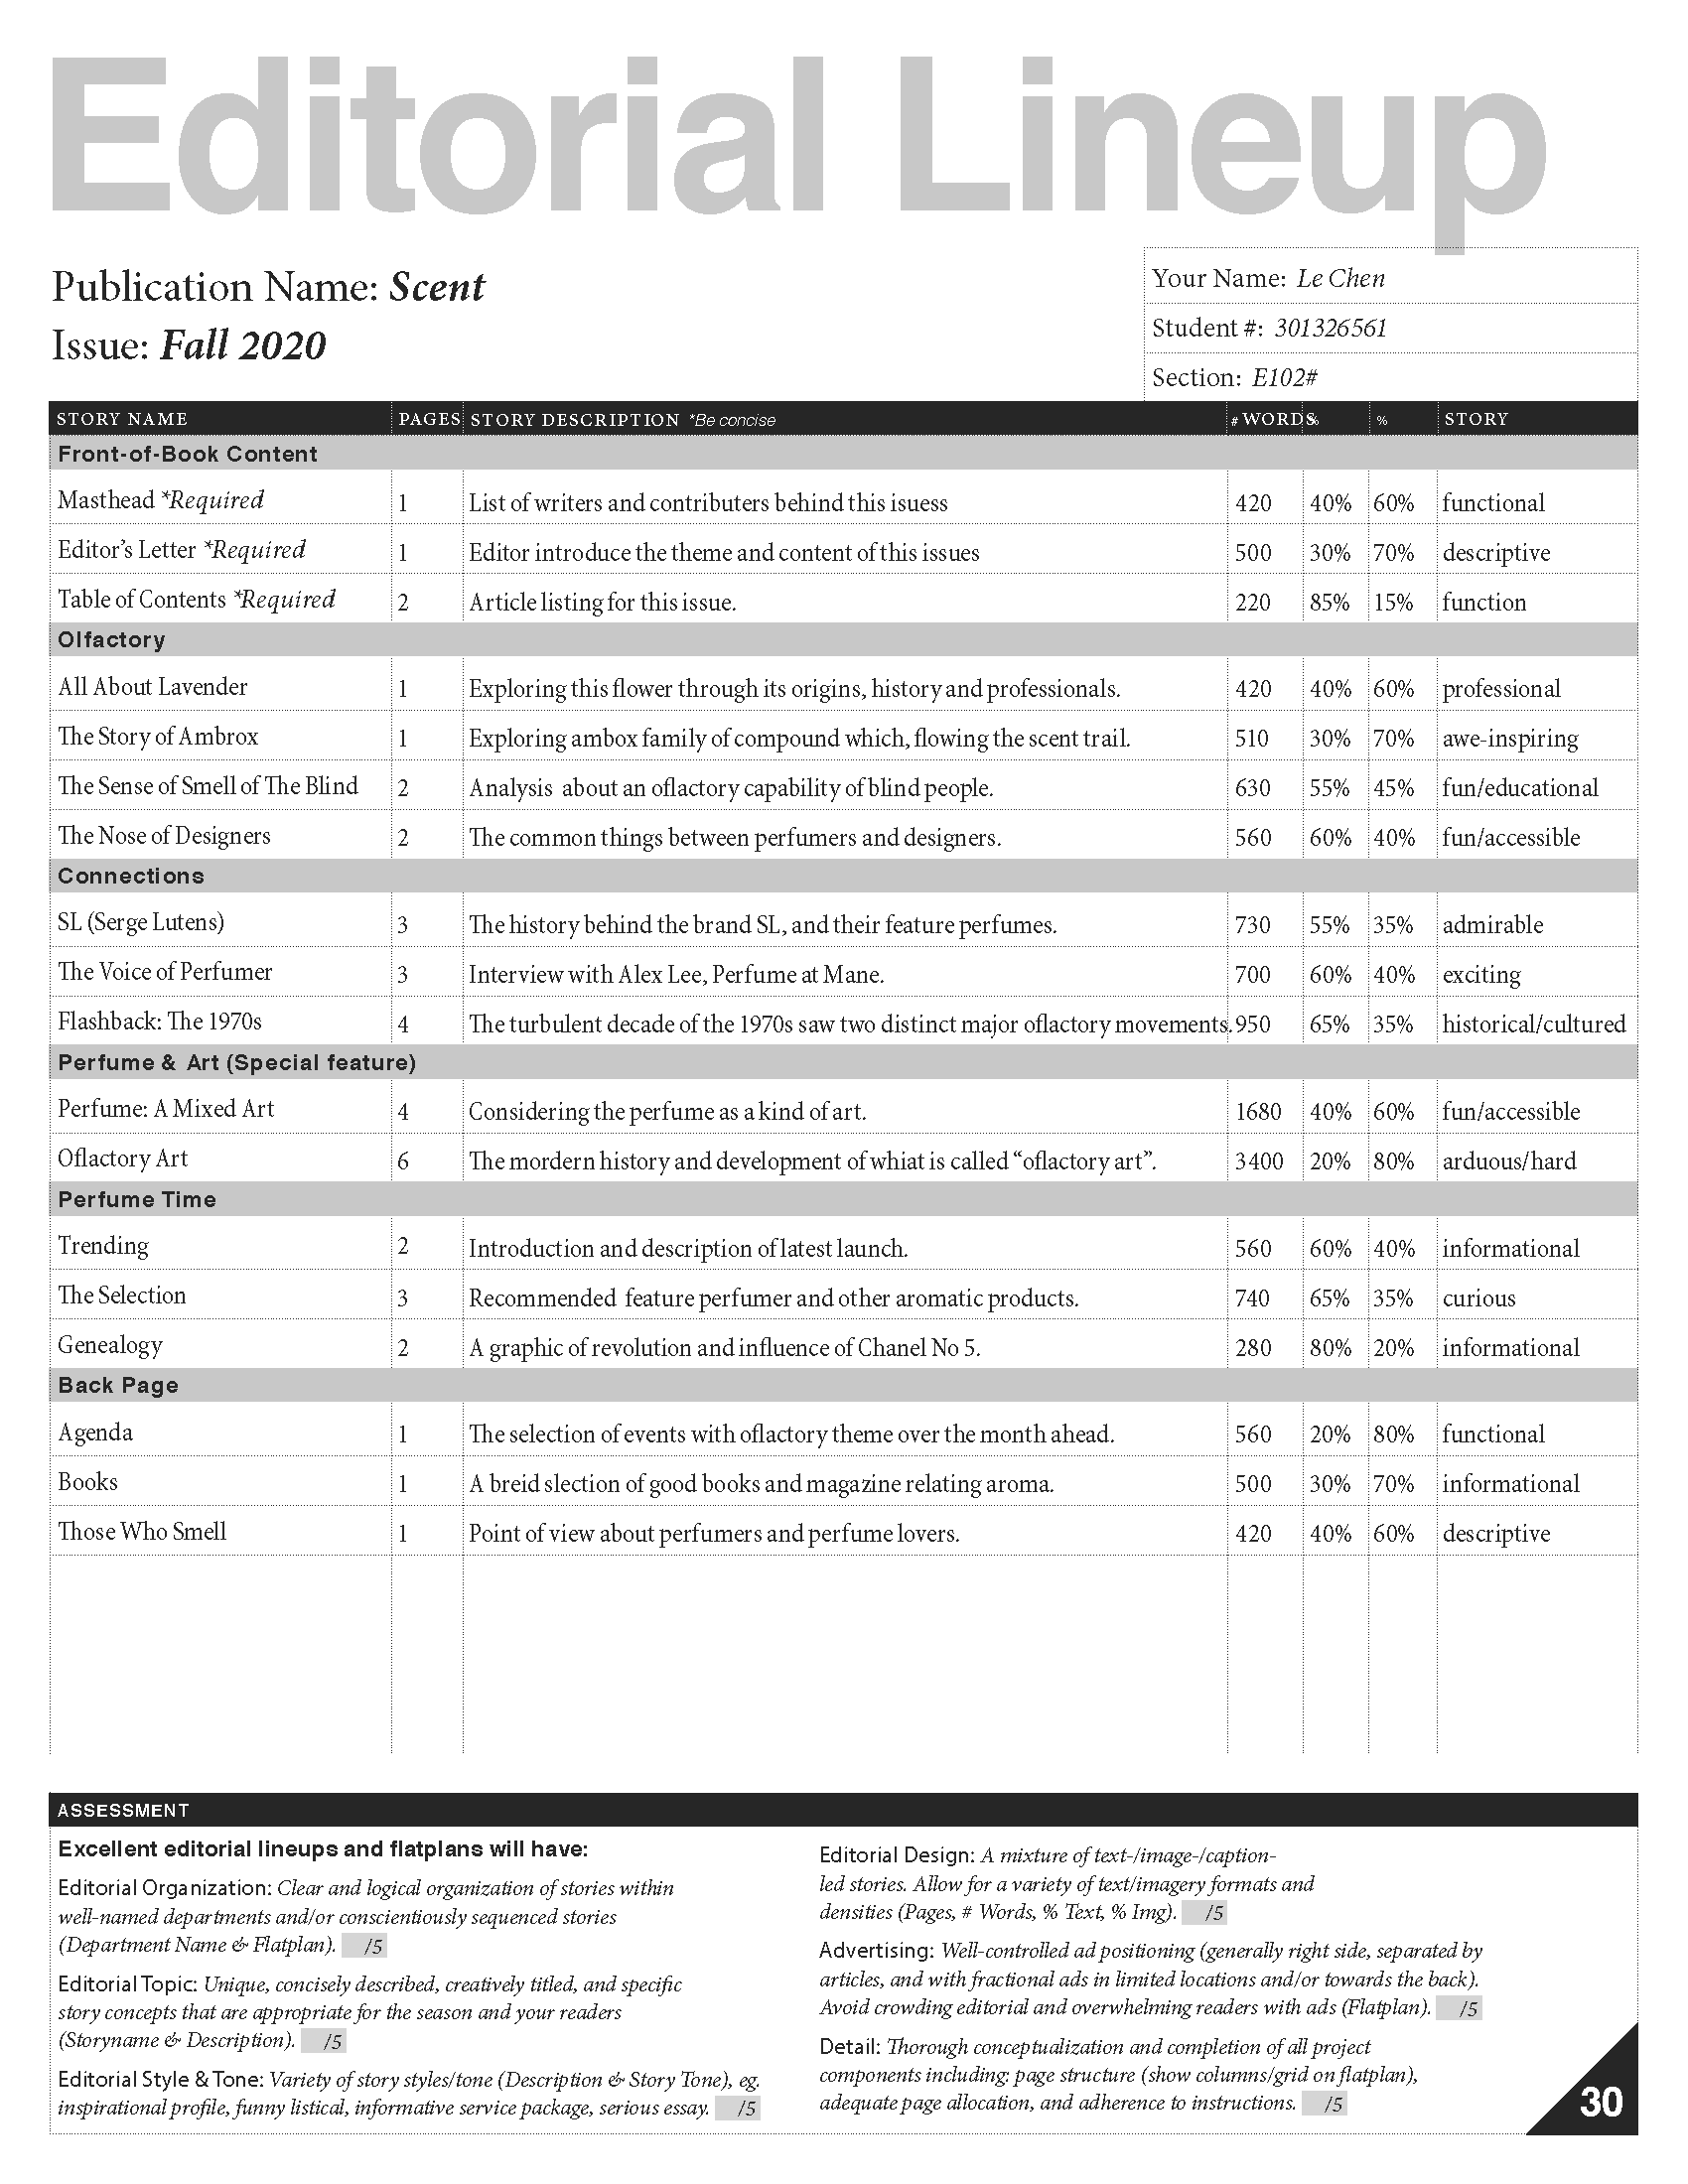 Editorial Lineup
Publication Name: Scent
Issue: Fall 2020
Your Name: Le Chen
Student #: 301326561
Section: E102#
STORY NAME PAGES STORY DESCRIPTION *Be concise # WORDS % % STORY
Front-of-Book Content
Masthead *Required 1 List of writers and contributers behind this isuess 420 40% 60% functional
Editor's Letter *Required 1 Editor introduce the theme and content of this issues 500 30% 70% descriptive
Table of Contents *Required 2 Article listing for this issue. 220 85% 15% function
Olfactory
All About Lavender 1 Exploring this flower through its origins, history and professionals. 420 40% 60% professional
The Story of Ambrox 1 Exploring ambox family of compound which, flowing the scent trail. 510 30% 70% awe-inspiring
The Sense of Smell of The Blind 2 Analysis about an oflactory capability of blind people. 630 55% 45% fun/educational
The Nose of Designers 2 The common things between perfumers and designers. 560 60% 40% fun/accessible
Connections
SL (Serge Lutens) 3 The history behind the brand SL, and their feature perfumes. 730 55% 35% admirable
The Voice of Perfumer 3 Interview with Alex Lee, Perfume at Mane. 700 60% 40% exciting
Flashback: The 1970s 4 The turbulent decade of the 1970s saw two distinct major oflactory movements. 950 65% 35% historical/cultured
Perfume & Art (Special feature)
Perfume: A Mixed Art 4 Considering the perfume as a kind of art. 1680 40% 60% fun/accessible
Oflactory Art 6 The mordern history and development of whiat is called “oflactory art”. 3400 20% 80% arduous/hard
Perfume Time
Trending 2 Introduction and description of latest launch. 560 60% 40% informational
The Selection 3 Recommended feature perfumer and other aromatic products. 740 65% 35% curious
Genealogy 2 A graphic of revolution and influence of Chanel No 5. 280 80% 20% informational
Back Page
Agenda 1 The selection of events with oflactory theme over the month ahead. 560 20% 80% functional
Books 1 A breid slection of good books and magazine relating aroma. 500 30% 70% informational
Those Who Smell 1 Point of view about perfumers and perfume lovers. 420 40% 60% descriptive
ASSESSMENT
Excellent editorial lineups and flatplans will have:
Editorial Organization: Clear and logical organization of stories within
well-named departments and/or conscientiously sequenced stories
(Department Name & Flatplan). /5
Editorial Topic: Unique, concisely described, creatively titled, and specific
story concepts that are appropriate for the season and your readers
(Storyname & Description). /5
Editorial Style & Tone: Variety of story styles/tone (Description & Story Tone), eg.
inspirational profile, funny listical, informative service package, serious essay. /5
Editorial Design: A mixture of text-/image-/caption-
led stories. Allow for a variety of text/imagery formats and
densities (Pages, # Words, % Text, % Img). /5
Advertising: Well-controlled ad positioning (generally right side, separated by
articles, and with fractional ads in limited locations and/or towards the back).
Avoid crowding editorial and overwhelming readers with ads (Flatplan). /5
Detail: Thorough conceptualization and completion of all project
components including: page structure (show columns/grid on flatplan),
adequate page allocation, and adherence to instructions. /5
30